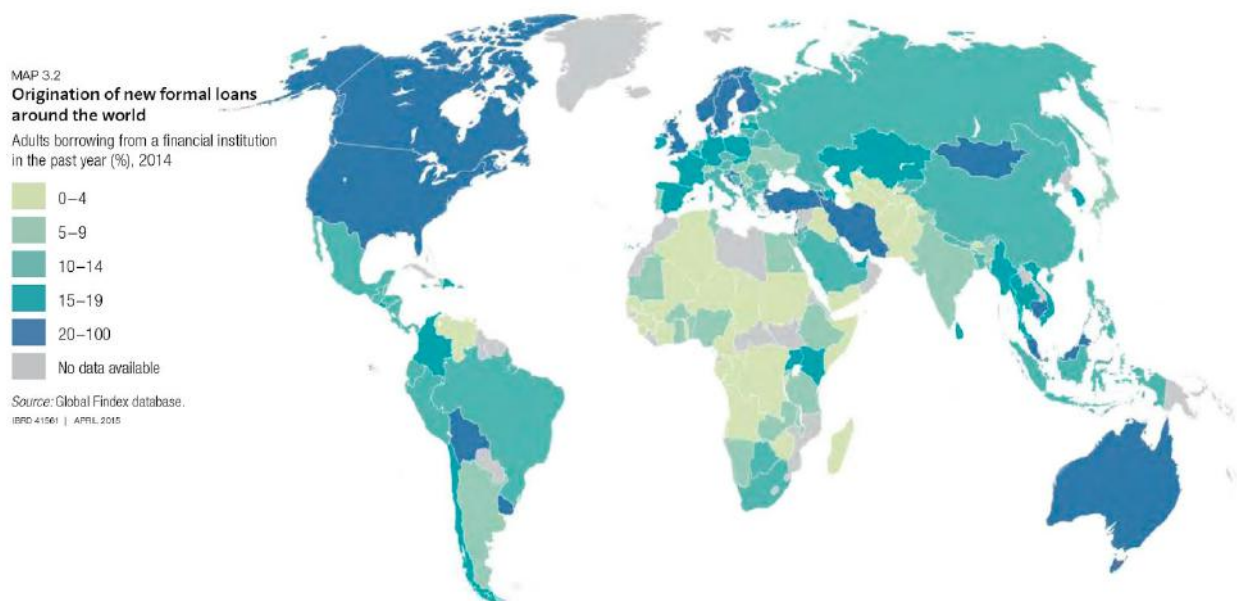 MAP 3.2
Origination of new formal loans
around the world
Adults borrowing from a financial institution
in the past year (%), 2014
0–4
5–9
10–14
15–19
20–100
No data available
Source: Global Findex database.
IBRD 41561 | APRIL 2015